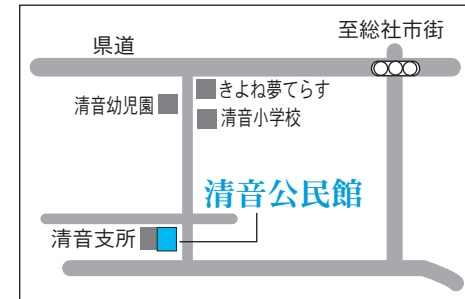 至総社市街
県道
きよね夢てらす
清音幼児園
清音小学校
清音公民館
清音支所